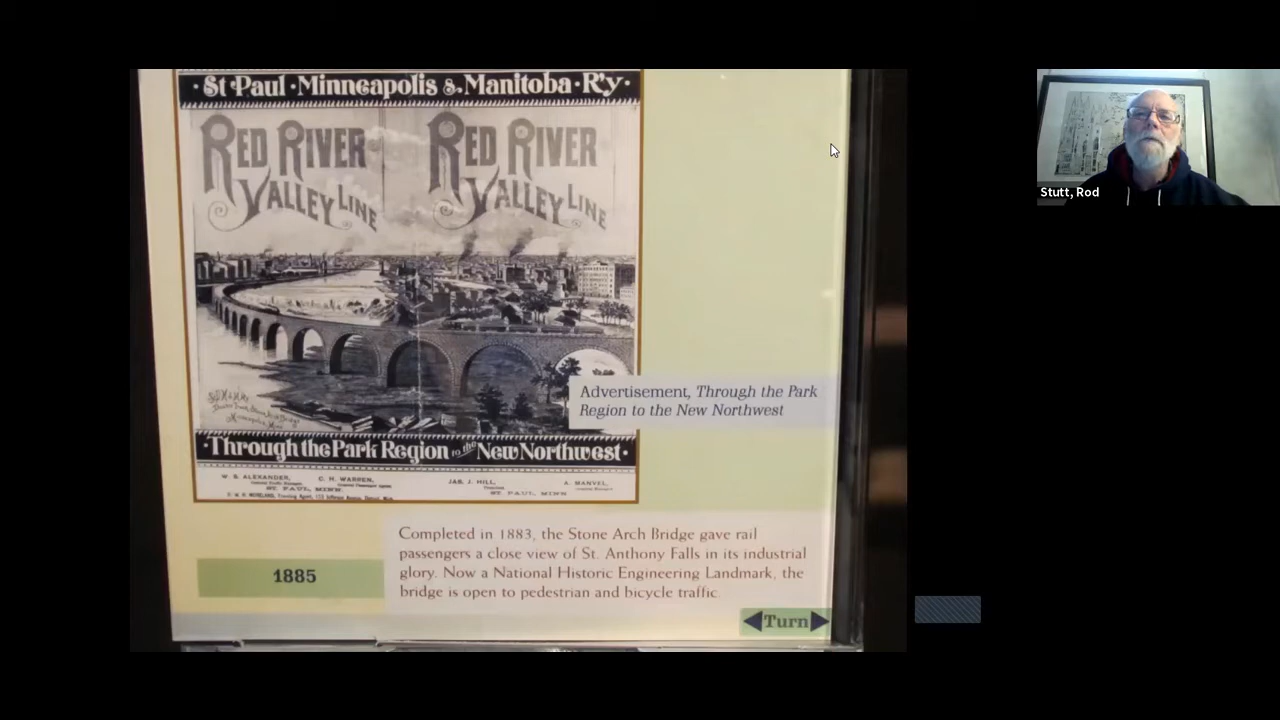 · St Paul · Minneapolis & Manitoba · R'y ·
RED RIVER
VALLEY LINE
RED RIVER
VALLEY LINE
Advertisement, Through the Park
Region to the New Northwest
· Through the Park Region to the New Northwest ·
W. S. ALEXANDER,
C. H. WARREN,
JAS. J. HILL,
A. MANVEL,
ST. PAUL, MINN.
ST. PAUL, MINN.
Completed in 1883, the Stone Arch Bridge gave rail
passengers a close view of St. Anthony Falls in its industrial
glory. Now a National Historic Engineering Landmark, the
bridge is open to pedestrian and bicycle traffic.
1885
Turn
Stutt, Rod